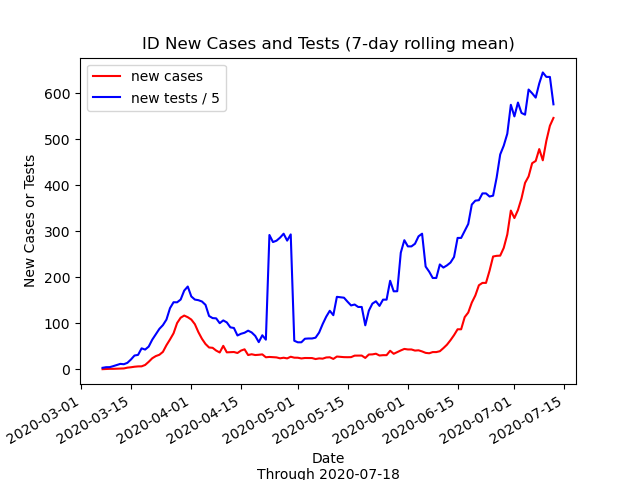 ID New Cases and Tests (7-day rolling mean)
new cases
new tests / 5
New Cases or Tests
600
500
400
300
200
100
0
2020-03-01
2020-03-15
2020-04-01
2020-04-15
2020-05-01
2020-05-15
2020-06-01
2020-06-15
2020-07-01
2020-07-15
Date
Through 2020-07-18